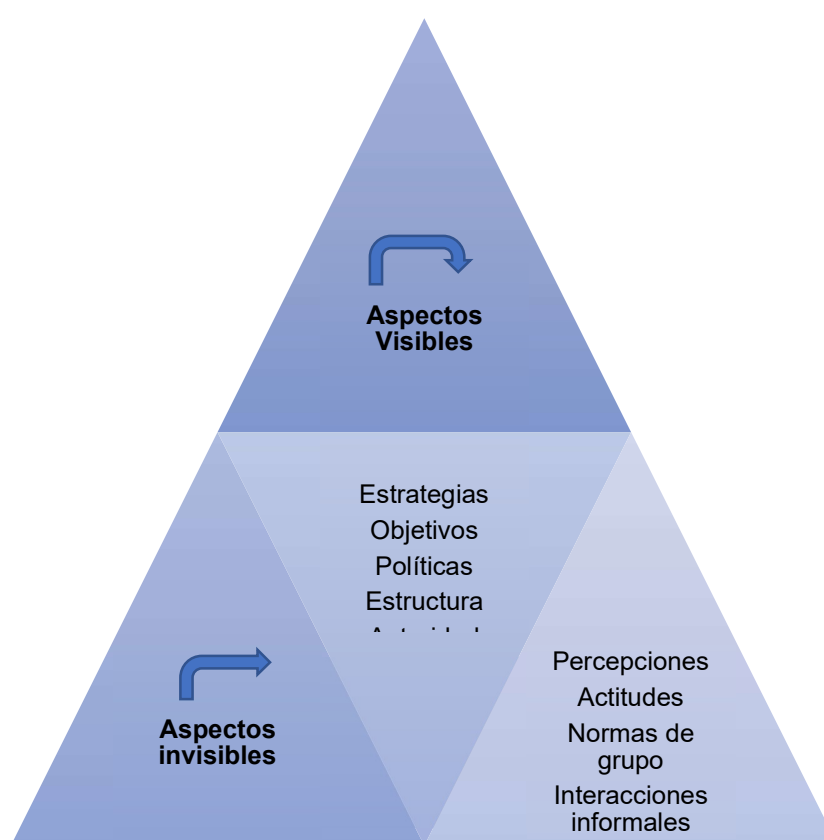 Aspectos
Visibles
Estrategias
Objetivos
Políticas
Estructura
Aspectos
invisibles
Percepciones
Actitudes
Normas de
grupo
Interacciones
informales